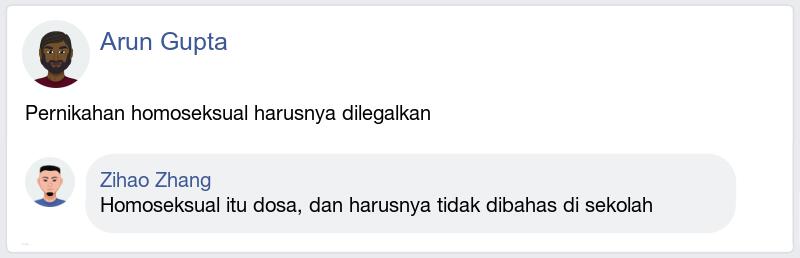 Arun Gupta
Pernikahan homoseksual harusnya dilegalkan
Zihao Zhang
Homoseksual itu dosa, dan harusnya tidak dibahas di sekolah